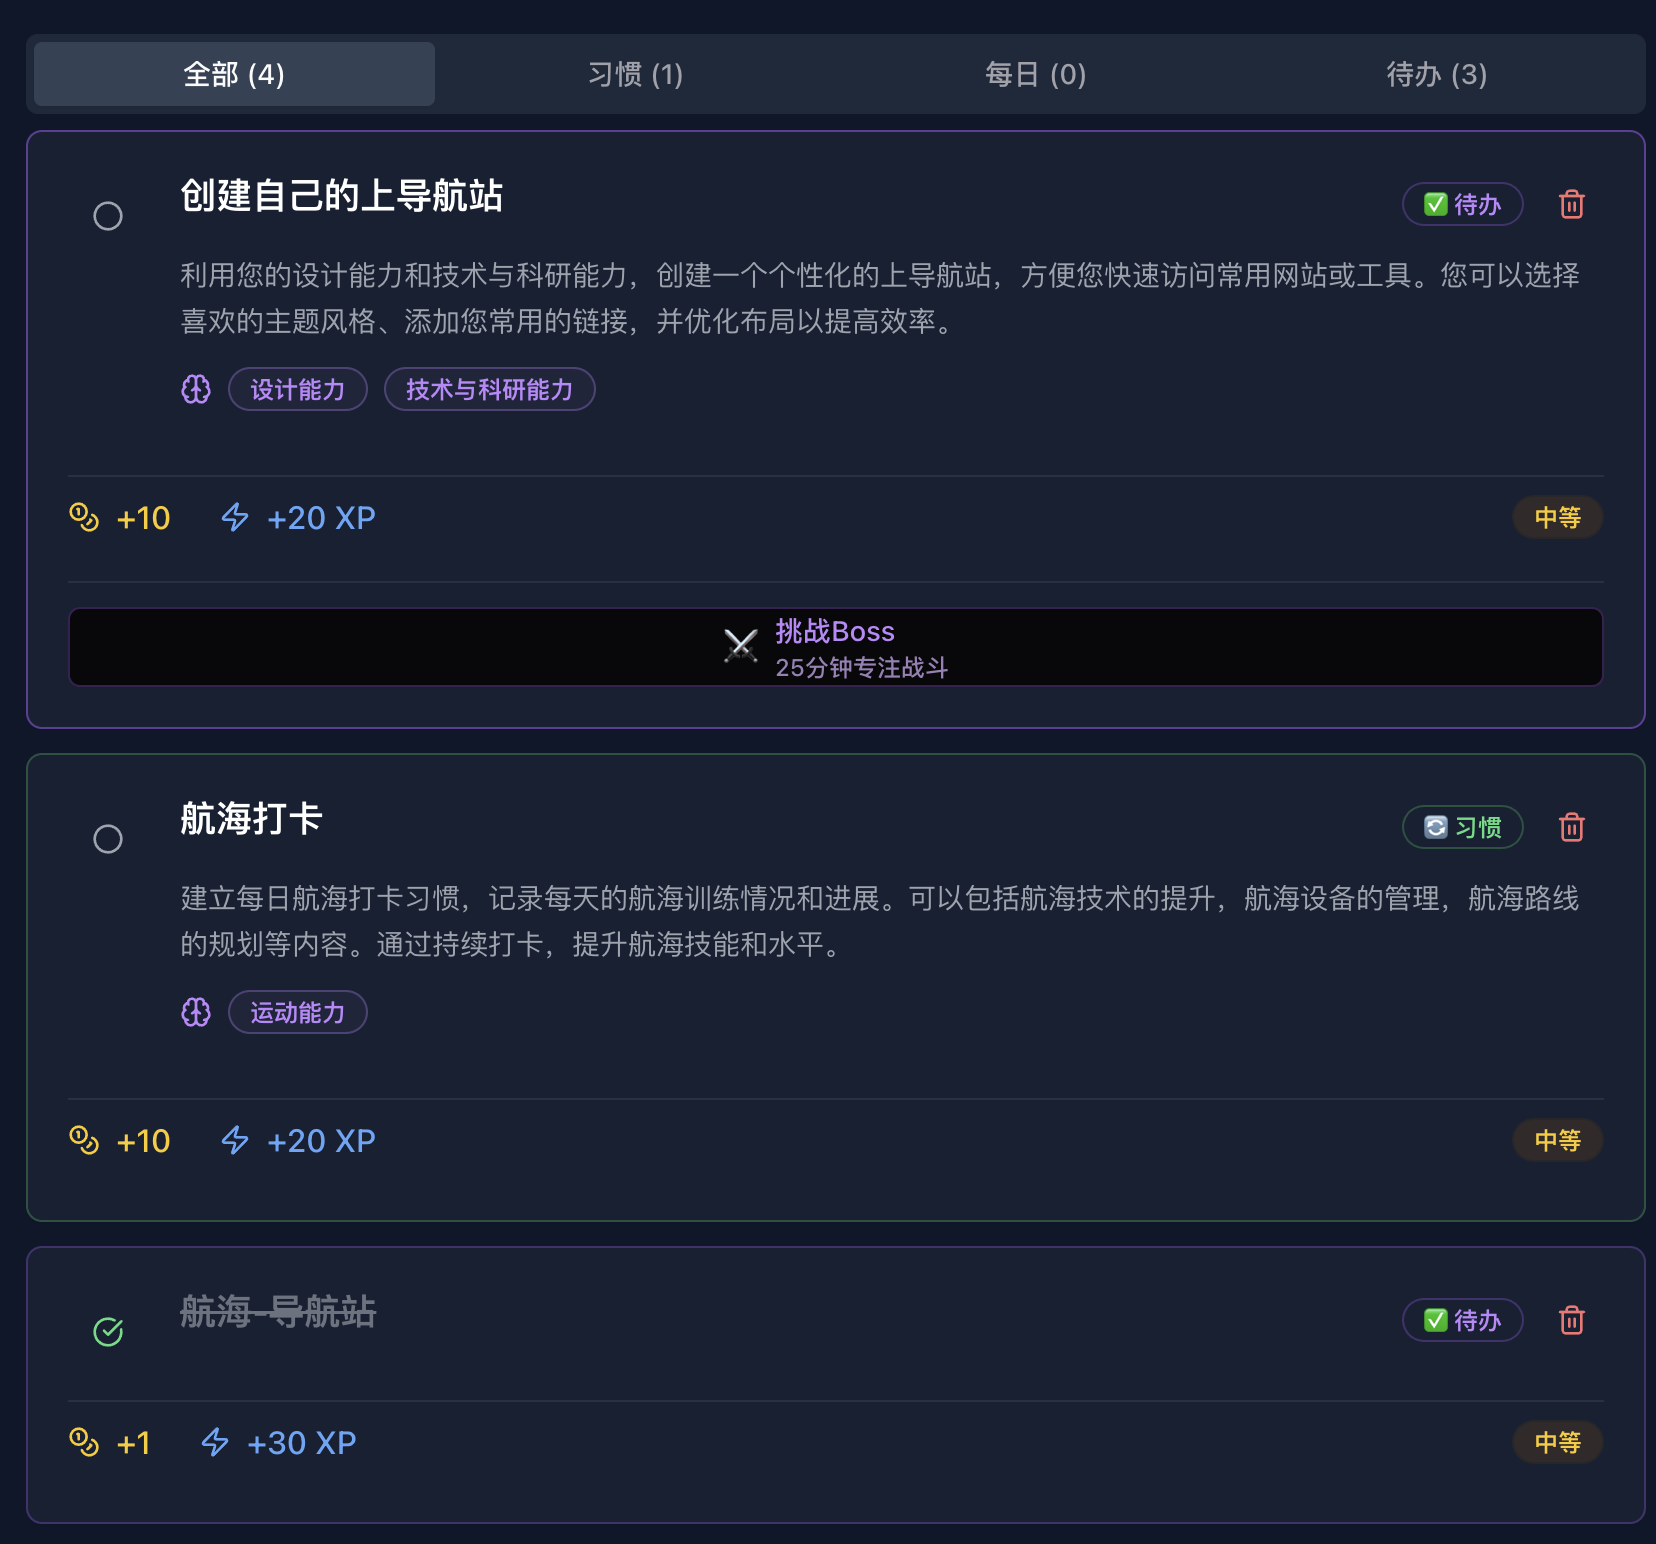 全部 (4)
习惯 (1)
每日 (0)
待办 (3)
创建自己的上导航站
✅ 待办
利用您的设计能力和技术与科研能力，创建一个个性化的上导航站，方便您快速访问常用网站或工具。您可以选择
喜欢的主题风格、添加您常用的链接，并优化布局以提高效率。
设计能力
技术与科研能力
+10
+20 XP
中等
挑战Boss
25分钟专注战斗
航海打卡
🔄 习惯
建立每日航海打卡习惯，记录每天的航海训练情况和进展。可以包括航海技术的提升，航海设备的管理，航海路线
的规划等内容。通过持续打卡，提升航海技能和水平。
运动能力
+10
+20 XP
中等
航海-导航站
✅ 待办
+1
+30 XP
中等